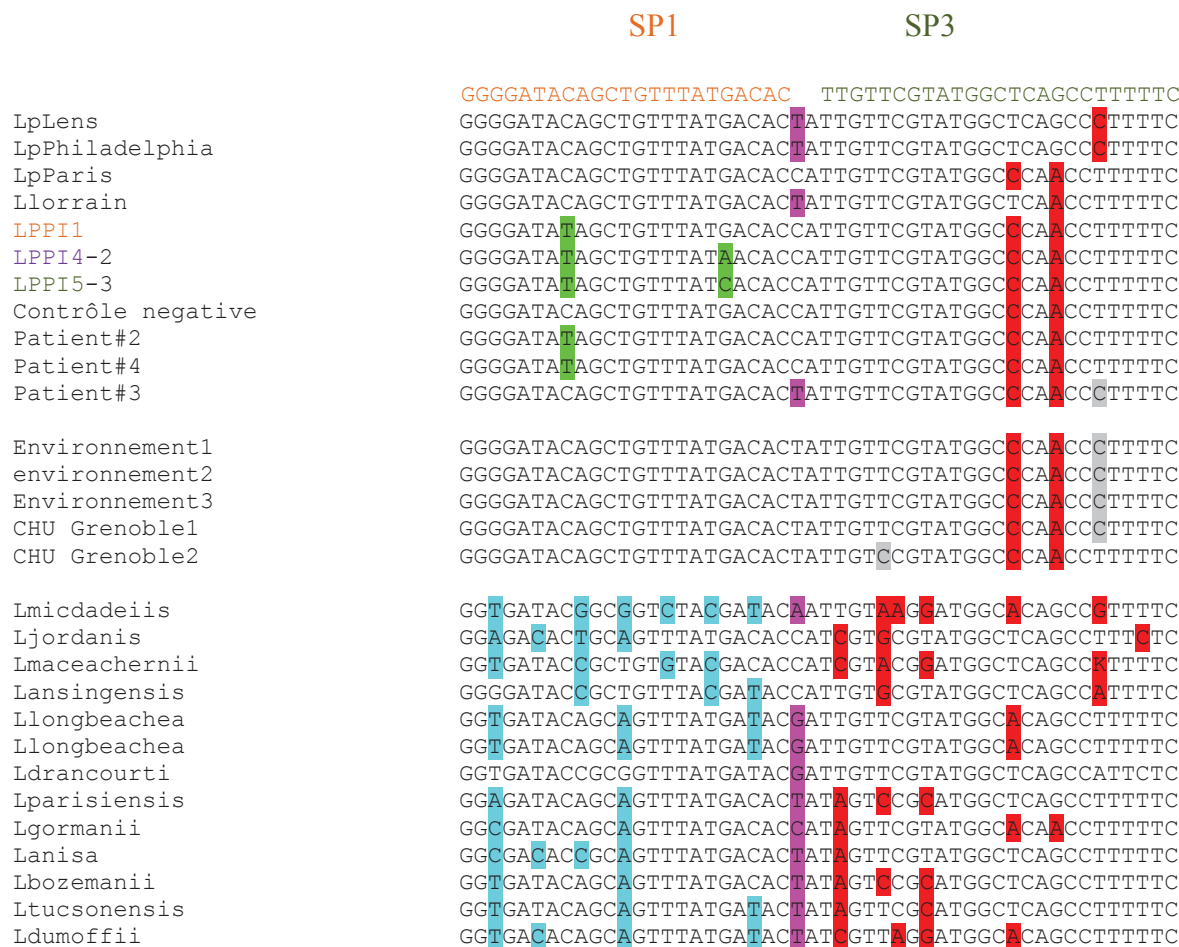 SP1 SP3
GGGGATACAGCTGTTTATGACAC TTGTTCGTATGGCTCAGCCTTTTTC
LpLens GGGGATACAGCTGTTTATGACACTATTGTTCGTATGGCTCAGCCCTTTTC
LpPhiladelphia GGGGATACAGCTGTTTATGACACTATTGTTCGTATGGCTCAGCCCTTTTC
LpParis GGGGATACAGCTGTTTATGACACCATTGTTCGTATGGCCCAACCTTTTTC
Llorrain GGGGATACAGCTGTTTATGACACTATTGTTCGTATGGCTCAACCTTTTTC
LPPI1 GGGGATATAGCTGTTTATGACACCATTGTTCGTATGGCCCAACCTTTTTC
LPPI4-2 GGGGATATAGCTGTTTATAACACCATTGTTCGTATGGCCCAACCTTTTTC
LPPI5-3 GGGGATATAGCTGTTTATCACACCATTGTTCGTATGGCCCAACCTTTTTC
Contrôle negative GGGGATACAGCTGTTTATGACACCATTGTTCGTATGGCCCAACCTTTTTC
Patient#2 GGGGATATAGCTGTTTATGACACCATTGTTCGTATGGCCCAACCTTTTTC
Patient#4 GGGGATATAGCTGTTTATGACACCATTGTTCGTATGGCCCAACCTTTTTC
Patient#3 GGGGATACAGCTGTTTATGACACTATTGTTCGTATGGCCCAACCCTTTTC
Environnement1 GGGGATACAGCTGTTTATGACACTATTGTTCGTATGGCCCAACCCTTTTC
environnement2 GGGGATACAGCTGTTTATGACACTATTGTTCGTATGGCCCAACCCTTTTC
Environnement3 GGGGATACAGCTGTTTATGACACTATTGTTCGTATGGCCCAACCCTTTTC
CHU Grenoble1 GGGGATACAGCTGTTTATGACACTATTGTTCGTATGGCCCAACCCTTTTC
CHU Grenoble2 GGGGATACAGCTGTTTATGACACTATTGTCCGTATGGCCCAACCTTTTTC
Lmicdadeiis GGTGATACGGCGGTCTACGATACAATTGTAAGGATGGCACAGCCGTTTTC
Ljordanis GGAGACACTGCAGTTTATGACACCATCGTGCGTATGGCTCAGCCTTTCTC
Lmaceachernii GGTGATACCGCTGTGTACGACACCATCGTACGGATGGCTCAGCCKTTTTC
Lansingensis GGGGATACCGCTGTTTACGATACCATTGTGCGTATGGCTCAGCCATTTTC
Llongbeachea GGTGATACAGCAGTTTATGATACGATTGTTCGTATGGCACAGCCTTTTTC
Llongbeachea GGTGATACAGCAGTTTATGATACGATTGTTCGTATGGCACAGCCTTTTTC
Ldrancourti GGTGATACCGCGGTTTATGATACGATTGTTCGTATGGCTCAGCCATTCTC
Lparisiensis GGAGATACAGCAGTTTATGACACTATAGTCCGCATGGCTCAGCCTTTTTC
Lgormanii GGCGATACAGCAGTTTATGACACCATAGTTCGTATGGCACAACCTTTTTC
Lanisa GGCGACACCGCAGTTTATGACACTATAGTTCGTATGGCTCAGCCTTTTTC
Lbozemanii GGTGATACAGCAGTTTATGACACTATAGTCCGCATGGCTCAGCCTTTTTC
Ltucsonensis GGTGATACAGCAGTTTATGATACTATAGTTCGCATGGCTCAGCCTTTTTC
Ldumoffii GGTGACACAGCAGTTTATGATACTATCGTTAGGATGGCACAGCCTTTTTC